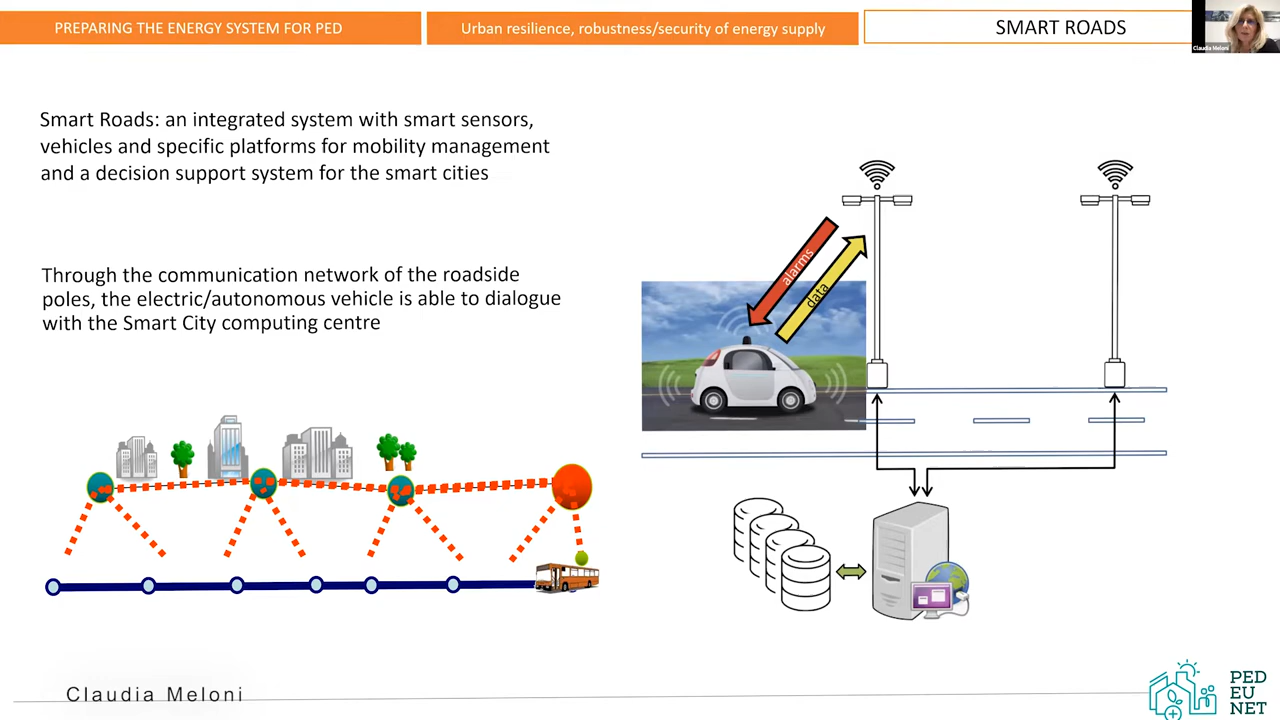 PREPARING THE ENERGY SYSTEM FOR PED
Urban resilience, robustness/security of energy supply
SMART ROADS
Claudia Meloni
Smart Roads: an integrated system with smart sensors,
vehicles and specific platforms for mobility management
and a decision support system for the smart cities
Through the communication network of the roadside
poles, the electric/autonomous vehicle is able to dialogue
with the Smart City computing centre
alarms
data
Claudia Meloni
PED
EU
NET